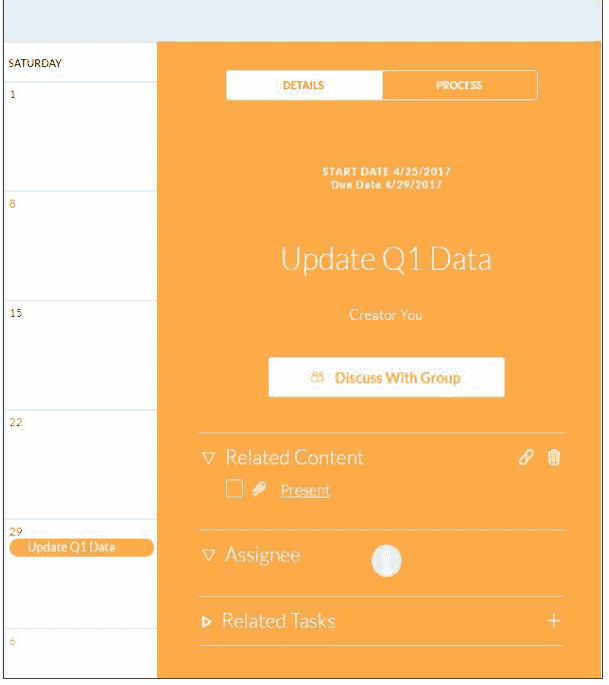 SATURDAY
1
8
15
22
29
Update Q1 Data
6
DETAILS
PROCESS
START DATE 4/25/2017
Due Date 4/29/2017
Update Q1 Data
Creator You
Discuss With Group
Related Content
Present
Assignee
Related Tasks